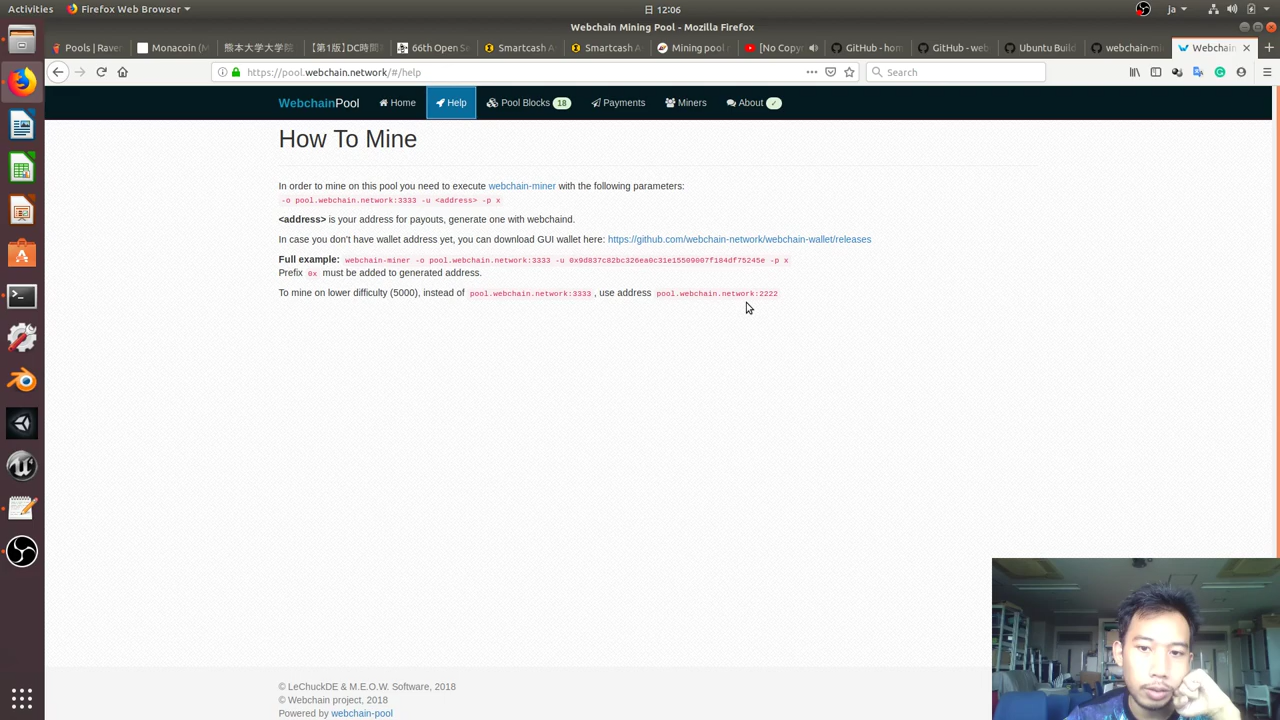 Activities Firefox Web Browser 日 12:06 ja
Webchain Mining Pool - Mozilla Firefox
Pools | Raven Monacoin (M 熊本大学大学院 【第1版】DC時間 66th Open Se Smartcash As Smartcash As Mining pool [No Copyr GitHub - hom GitHub - web Ubuntu Build webchain-mi Webchain
https://pool.webchain.network/#/help Search
WebchainPool Home Help Pool Blocks 18 Payments Miners About ✓
How To Mine
In order to mine on this pool you need to execute webchain-miner with the following parameters:
-o pool.webchain.network:3333 -u <address> -p x
<address> is your address for payouts, generate one with webchaind.
In case you don't have wallet address yet, you can download GUI wallet here: https://github.com/webchain-network/webchain-wallet/releases
Full example: webchain-miner -o pool.webchain.network:3333 -u 0x9d837c82bc326ea0c31e15509007f184df75245e -p x
Prefix 0x must be added to generated address.
To mine on lower difficulty (5000), instead of pool.webchain.network:3333 , use address pool.webchain.network:2222
© LeChuckDE & M.E.O.W. Software, 2018
© Webchain project, 2018
Powered by webchain-pool